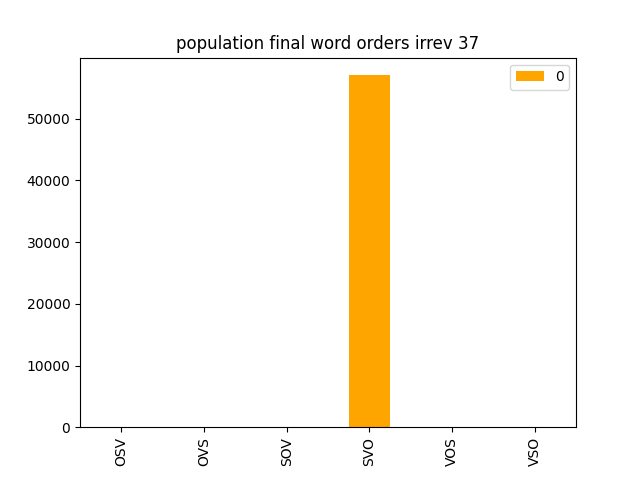 population final word orders irrev 37
0
50000
40000
30000
20000
10000
0
OSV
OVS
SOV
SVO
VOS
VSO